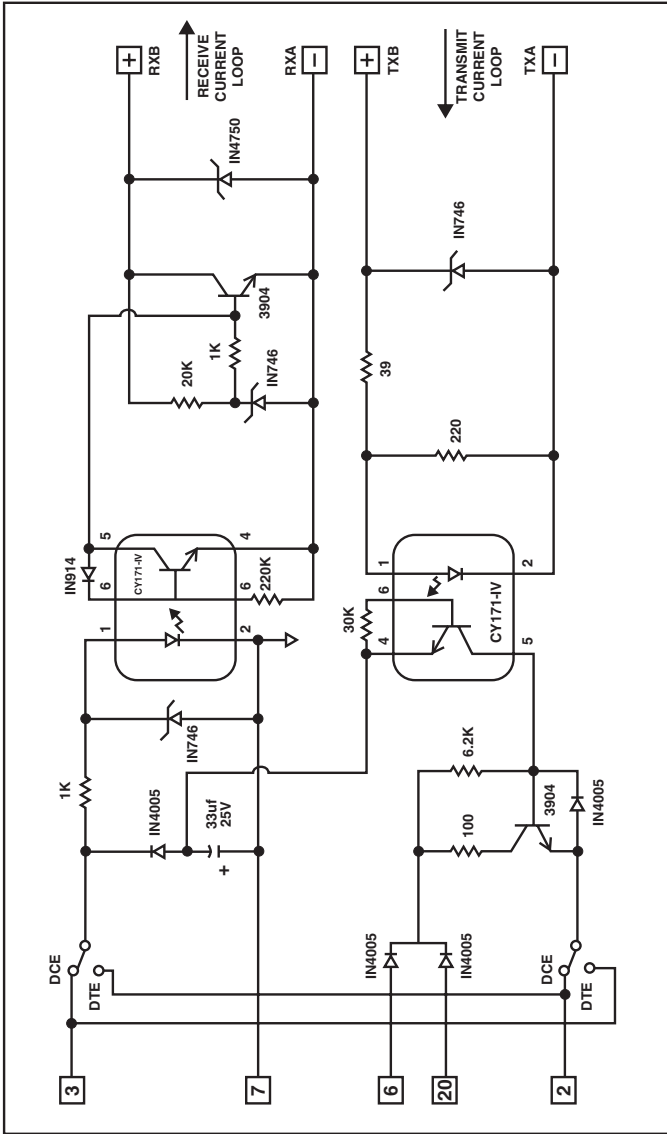 3
7
6
20
2
DCE
DTE
DCE
DTE
1K
IN4005
33uf
25V
+
IN746
IN4005
IN4005
100
6.2K
3904
IN4005
1
2
6
6
5
4
CY171-IV
IN914
220K
30K
4
6
1
5
2
CY171-IV
20K
1K
IN746
3904
IN4750
220
39
IN746
+
RXB
RECEIVE
CURRENT
LOOP
RXA
–
+
TXB
TRANSMIT
CURRENT
LOOP
TXA
–